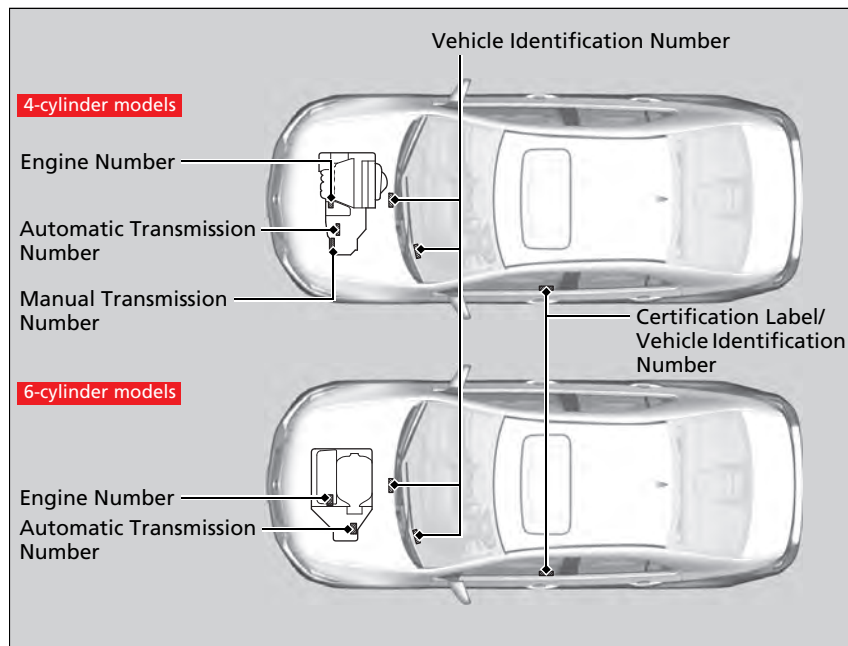 Vehicle Identification Number
4-cylinder models
Engine Number
Automatic Transmission
Number
Manual Transmission
Number
Certification Label/
Vehicle Identification
Number
6-cylinder models
Engine Number
Automatic Transmission
Number